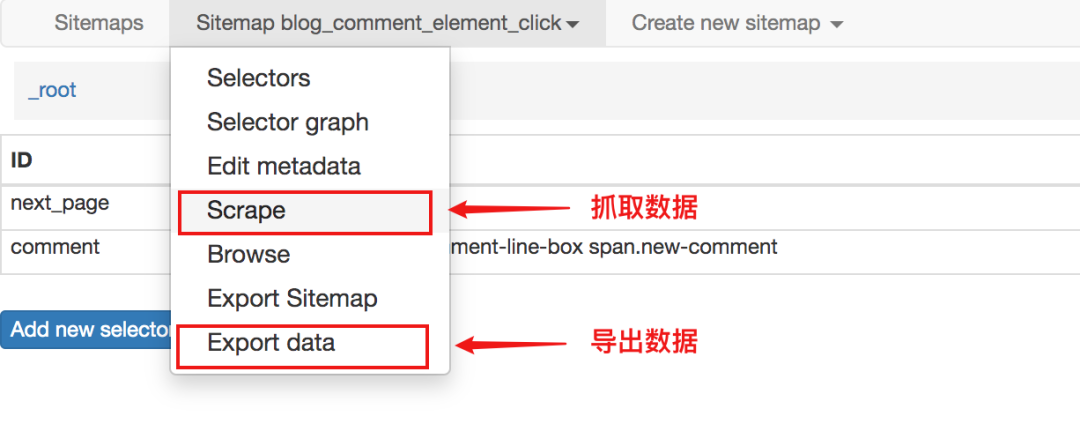 Sitemaps Sitemap blog_comment_element_click Create new sitemap
_root
Selectors
Selector graph
Edit metadata
ID
next_page
Scrape
抓取数据
comment
Browse
ment-line-box span.new-comment
Export Sitemap
Add new selector
Export data
导出数据